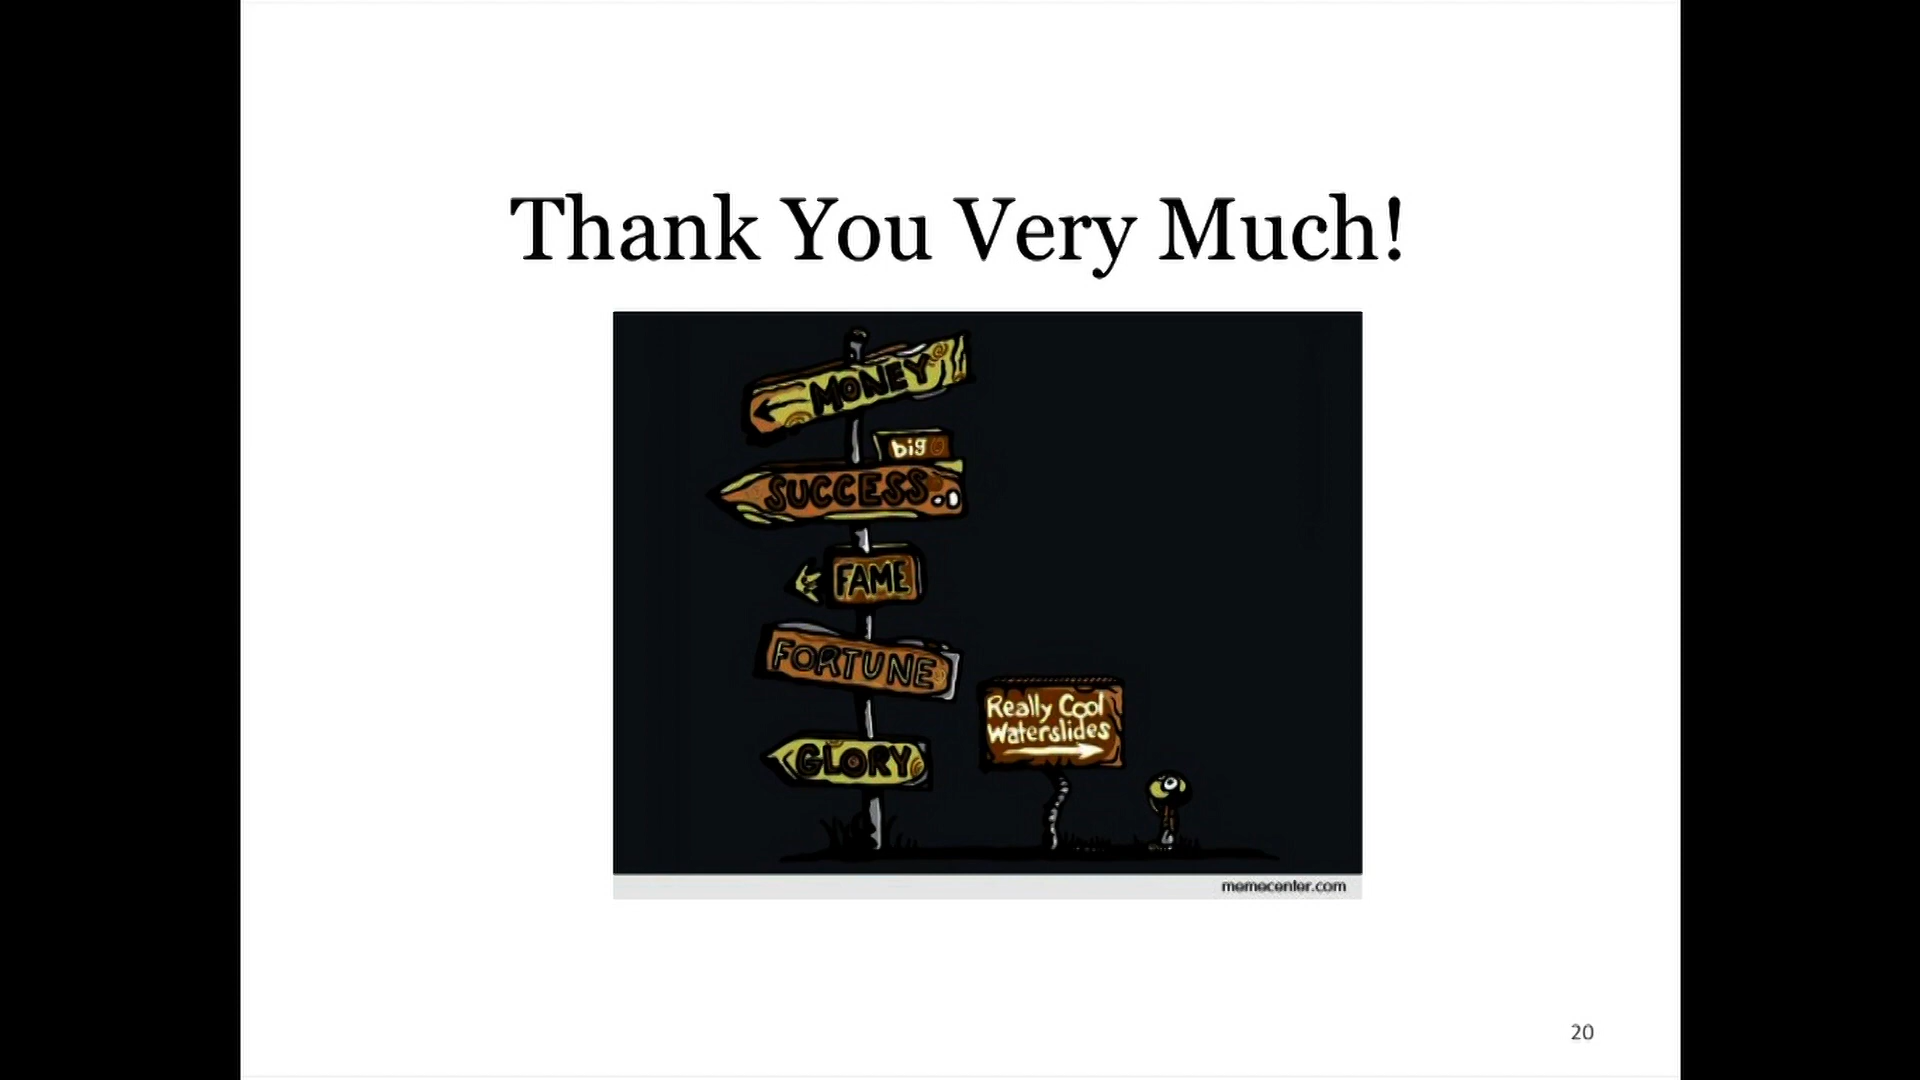 Thank You Very Much!
MONEY
big
SUCCESS
FAME
FORTUNE
GLORY
Really Cool
Waterslides
memecenter.com
20